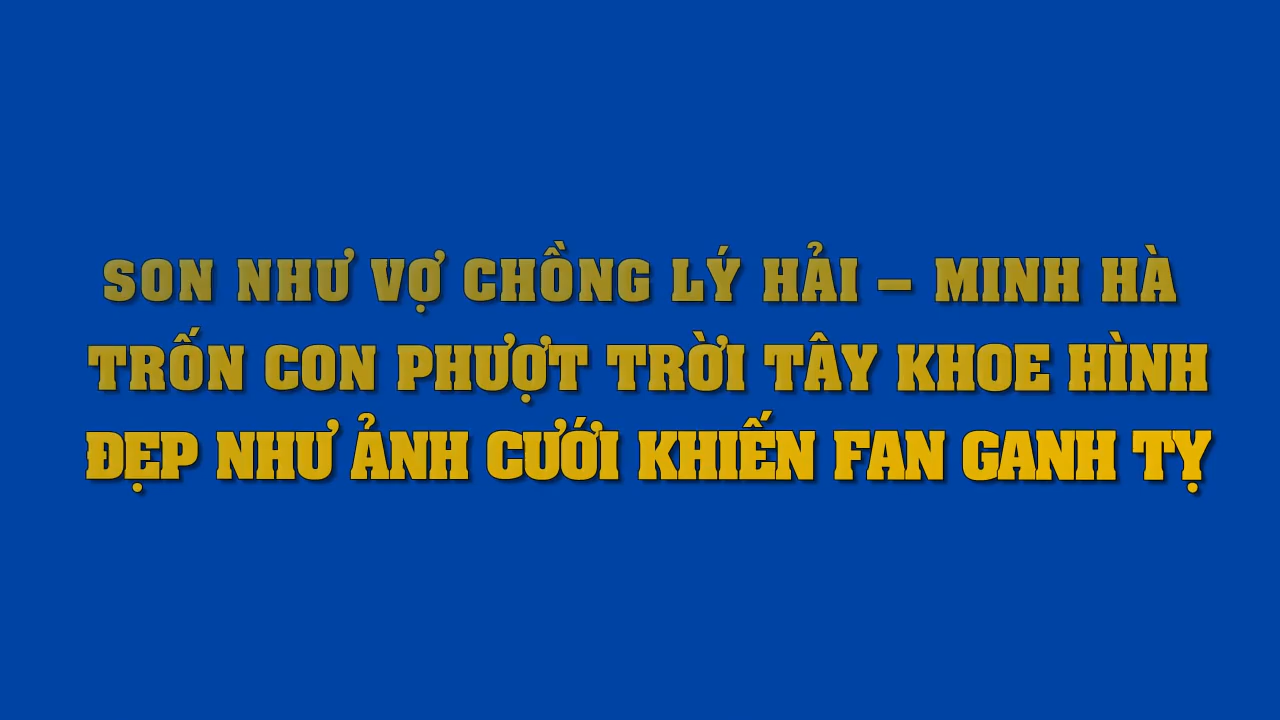 SON NHƯ VỢ CHỒNG LÝ HẢI – MINH HÀ
TRỐN CON PHƯỢT TRỜI TÂY KHOE HÌNH
ĐẸP NHƯ ẢNH CƯỚI KHIẾN FAN GANH TỴ